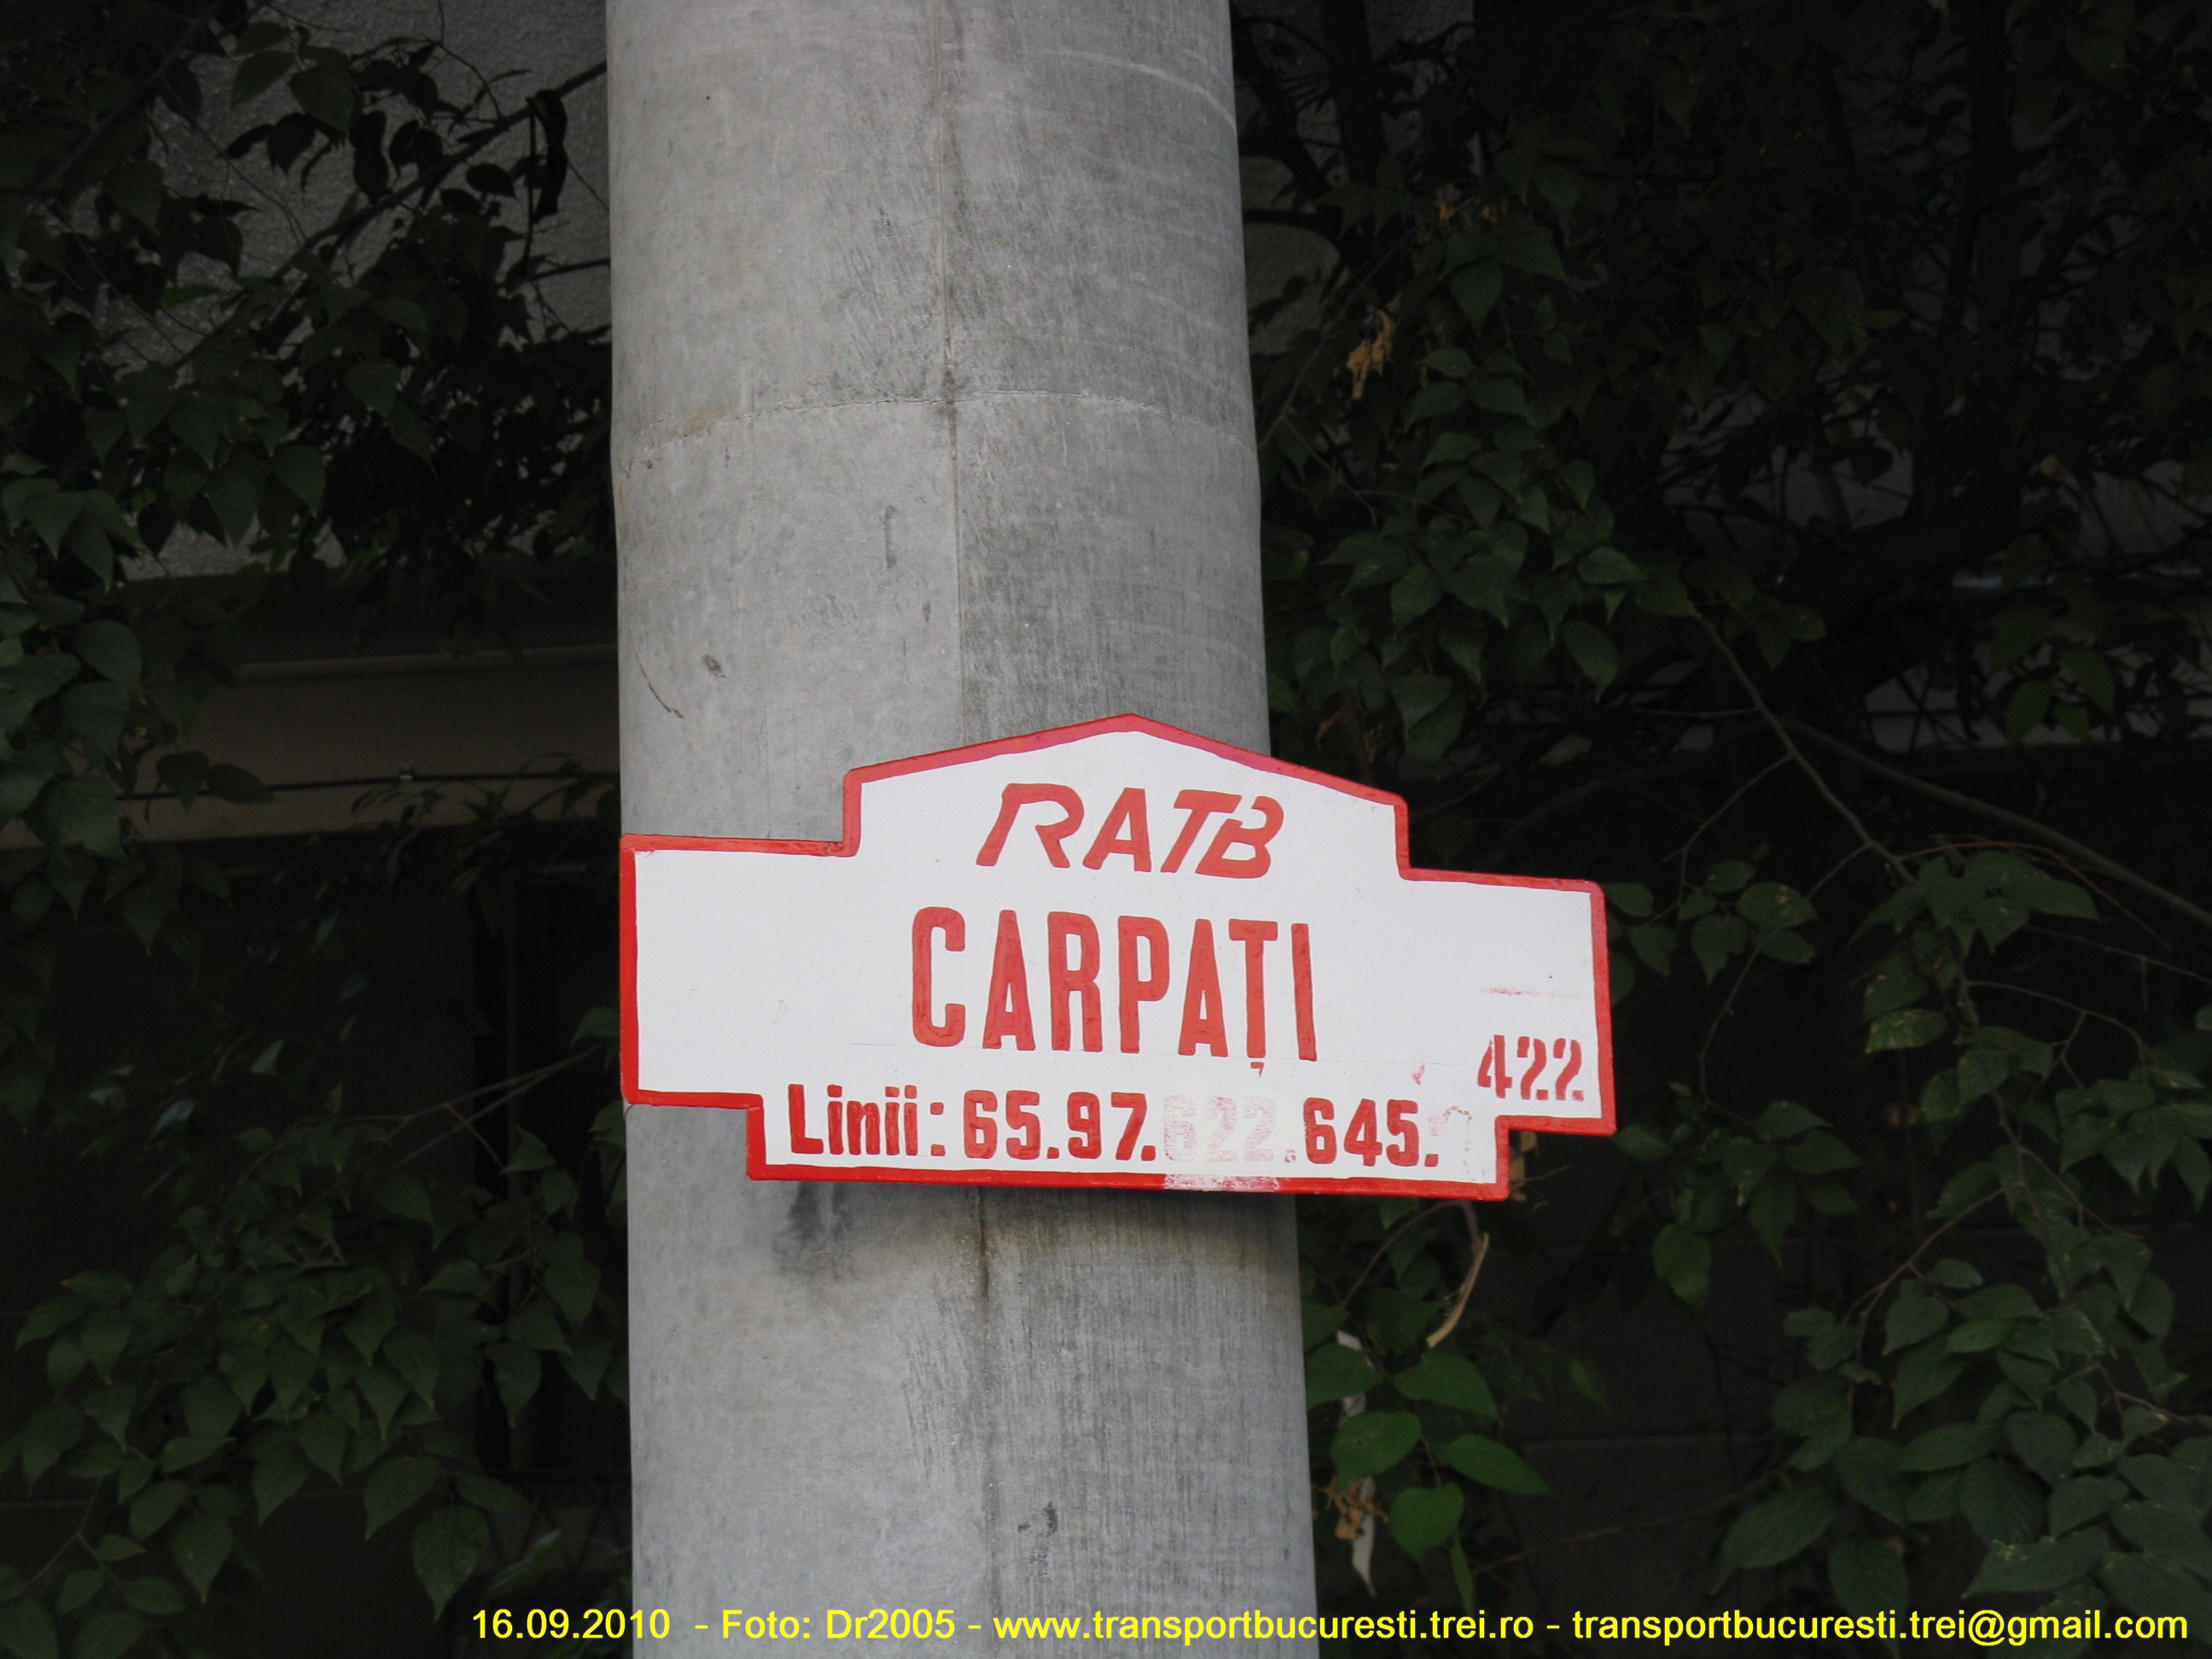 RATB
CARPAȚI
422
Linii: 65.97.622.645.
16.09.2010 - Foto: Dr2005 - www.transportbucuresti.trei.ro - transportbucuresti.trei@gmail.com